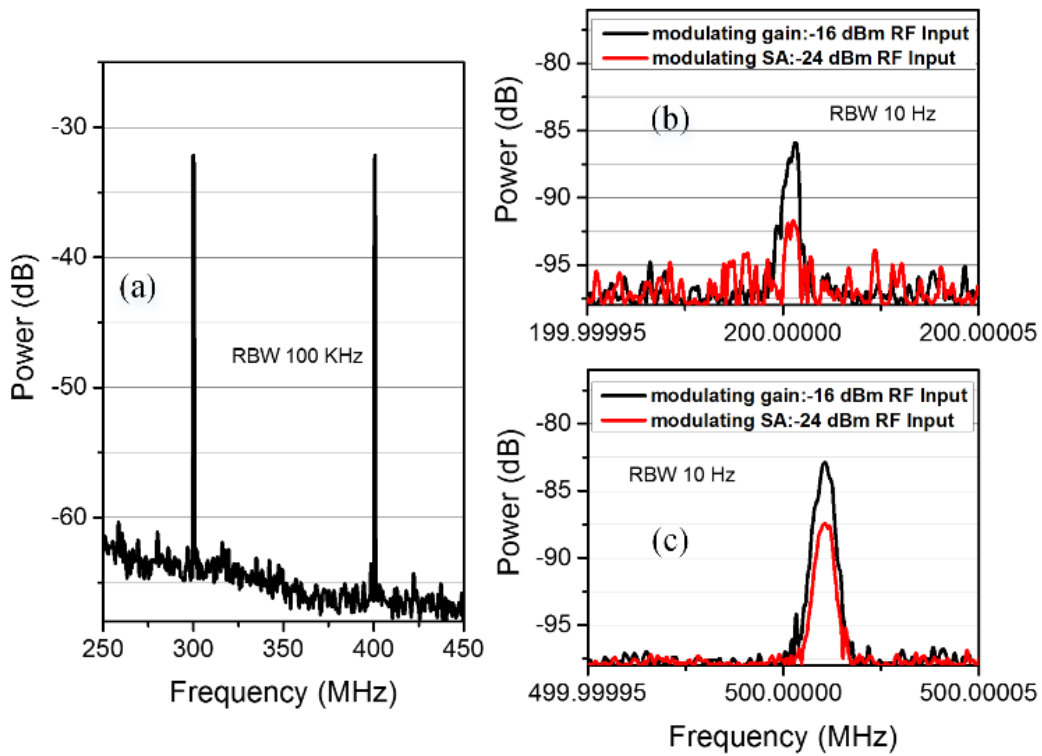 Power (dB)
-30
-40
-50
-60
(a)
RBW 100 KHz
250 300 350 400 450
Frequency (MHz)
modulating gain:-16 dBm RF Input
modulating SA:-24 dBm RF Input
Power (dB)
-80
-85
-90
-95
(b)
RBW 10 Hz
199.99995 200.00000 200.00005
modulating gain:-16 dBm RF Input
modulating SA:-24 dBm RF Input
Power (dB)
-80
-85
-90
-95
RBW 10 Hz
(c)
499.99995 500.00000 500.00005
Frequency (MHz)